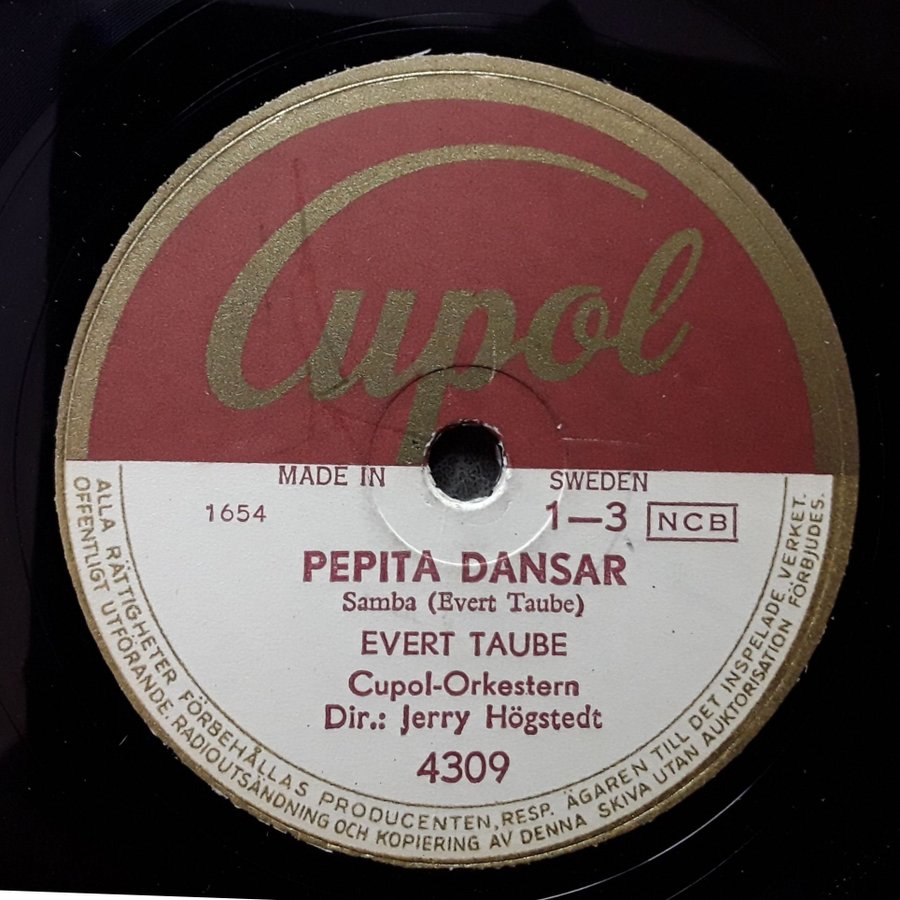 Cupol
MADE IN SWEDEN
1654
1—3 NCB
PEPITA DANSAR
Samba (Evert Taube)
EVERT TAUBE
Cupol-Orkestern
Dir.: Jerry Högstedt
4309
ALLA RÄTTIGHETER FÖRBEHÅLLAS PRODUCENTEN, RESP. ÄGAREN TILL DET INSPELADE VERKET.
OFFENTLIGT UTFÖRANDE, RADIOUTSÄNDNING OCH KOPIERING AV DENNA SKIVA UTAN AUKTORISATION FÖRBJUDES.